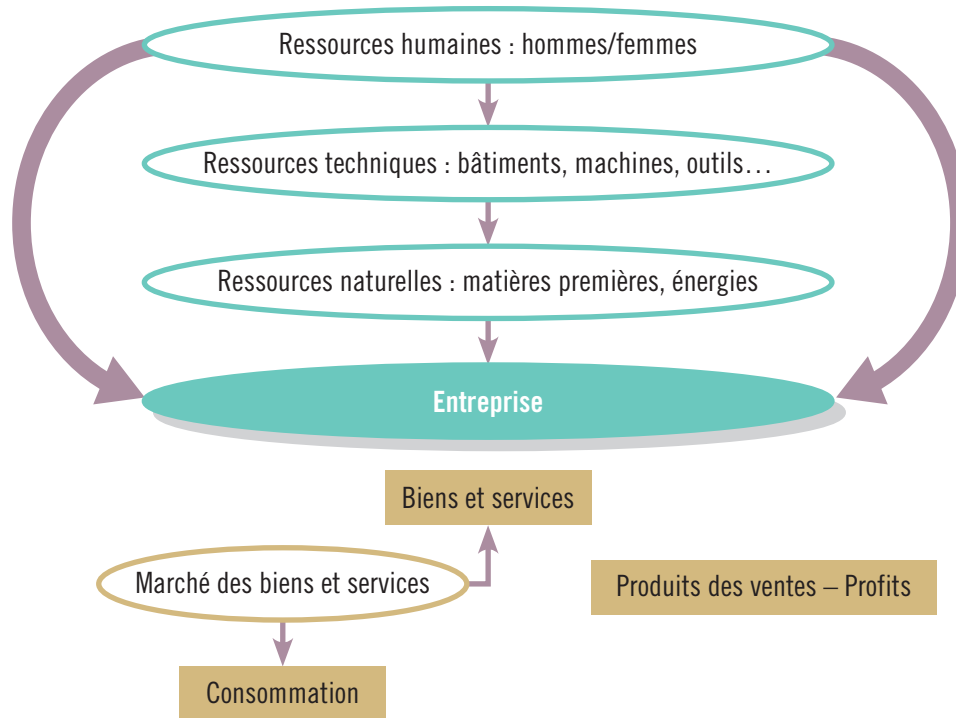 Ressources humaines : hommes/femmes
Ressources techniques : bâtiments, machines, outils…
Ressources naturelles : matières premières, énergies
Entreprise
Biens et services
Marché des biens et services
Produits des ventes – Profits
Consommation